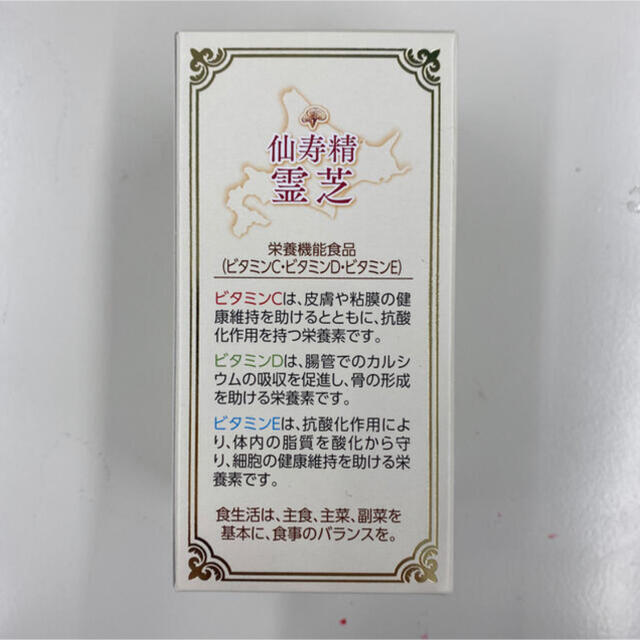 仙寿精
霊芝
栄養機能食品
(ビタミンC・ビタミンD・ビタミンE)
ビタミンCは、皮膚や粘膜の健
康維持を助けるとともに、抗酸
化作用を持つ栄養素です。
ビタミンDは、腸管でのカルシ
ウムの吸収を促進し、骨の形成
を助ける栄養素です。
ビタミンEは、抗酸化作用によ
り、体内の脂質を酸化から守
り、細胞の健康維持を助ける栄
養素です。
食生活は、主食、主菜、副菜を
基本に、食事のバランスを。